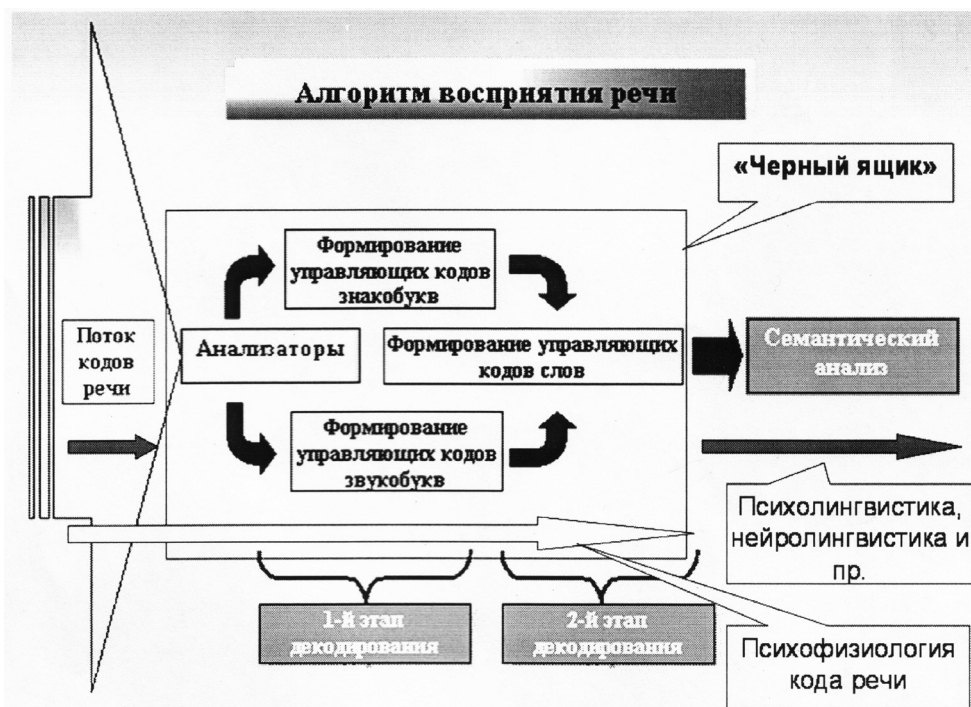 Алгоритм восприятия речи
«Черный ящик»
Формирование
управляющих кодов
знакобукв
Поток
кодов
речи
Анализаторы
Формирование управляющих
кодов слов
Семантический
анализ
Формирование
управляющих кодов
звукобукв
Психолингвистика,
нейролингвистика и
пр.
1-й этап
декодирования
2-й этап
декодирования
Психофизиология
кода речи